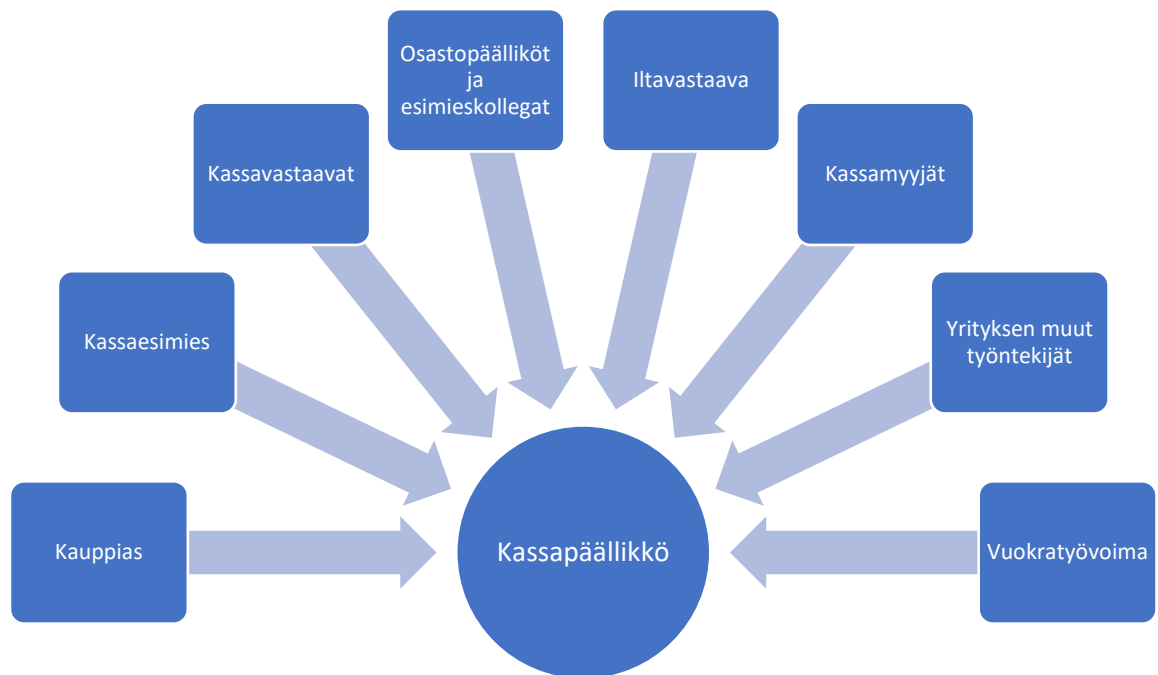 Osastopäälliköt
ja
esimieskollegat
Iltavastaava
Kassavastaavat
Kassamyyjät
Kassaesimies
Yrityksen muut
työntekijät
Kauppias
Kassapäällikkö
Vuokratyövoima